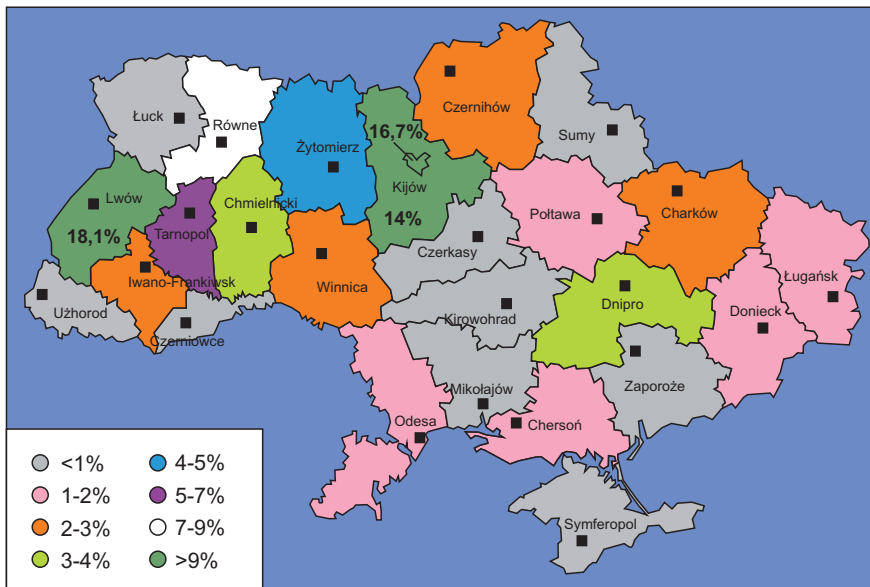 Czernihów
Łuck
Równe
16,7%
Sumy
Żytomierz
Kijów
Lwów
Chmielnicki
Tarnopol
18,1%
14%
Połtawa
Charków
Czerkasy
Iwano-Frankiwsk
Winnica
Ługańsk
Użhorod
Dnipro
Donieck
Kirowohrad
Czerniowce
Mikołajów
Zaporoże
Odesa
Chersoń
Symferopol
<1%
1-2%
2-3%
3-4%
4-5%
5-7%
7-9%
>9%